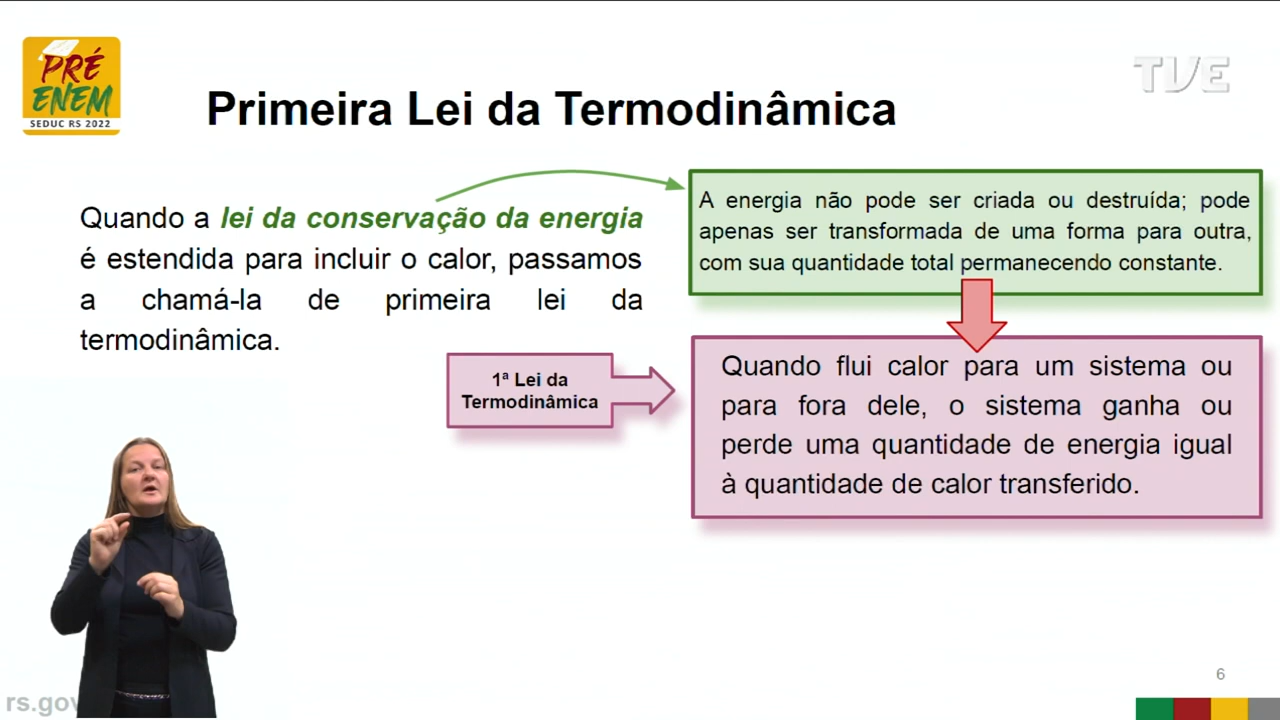 PRÉ
ENEM
SEDUC RS 2022
TVE
Primeira Lei da Termodinâmica
Quando a lei da conservação da energia
é estendida para incluir o calor, passamos
a chamá-la de primeira lei da
termodinâmica.
A energia não pode ser criada ou destruída; pode
apenas ser transformada de uma forma para outra,
com sua quantidade total permanecendo constante.
1ª Lei da
Termodinâmica
Quando flui calor para um sistema ou
para fora dele, o sistema ganha ou
perde uma quantidade de energia igual
à quantidade de calor transferido.
6
rs.gov